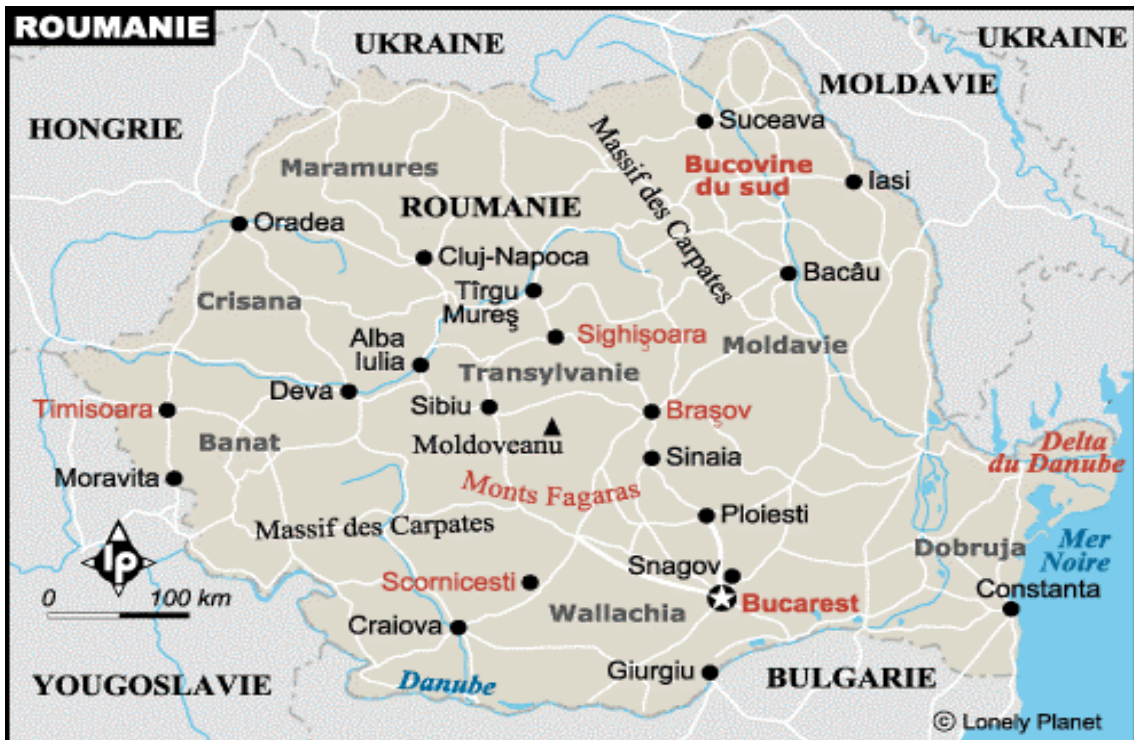 ROUMANIE
UKRAINE
UKRAINE
MOLDAVIE
HONGRIE
Suceava
Massif des Carpates
Bucovine
du sud
Iasi
Maramures
ROUMANIE
Oradea
Cluj-Napoca
Bacâu
Tîrgu
Mureş
Crisana
Sighişoara
Moldavie
Alba
Iulia
Transylvanie
Deva
Sibiu
Braşov
Timisoara
Banat
Moldoveanu
Delta
du Danube
Sinaia
Moravita
Monts Fagaras
Ploiesti
Massif des Carpates
Dobruja
Mer
Noire
lp
Snagov
Scornicesti
Constanta
0 100 km
Bucarest
Wallachia
Craiova
Giurgiu
YOUGOSLAVIE
Danube
BULGARIE
© Lonely Planet